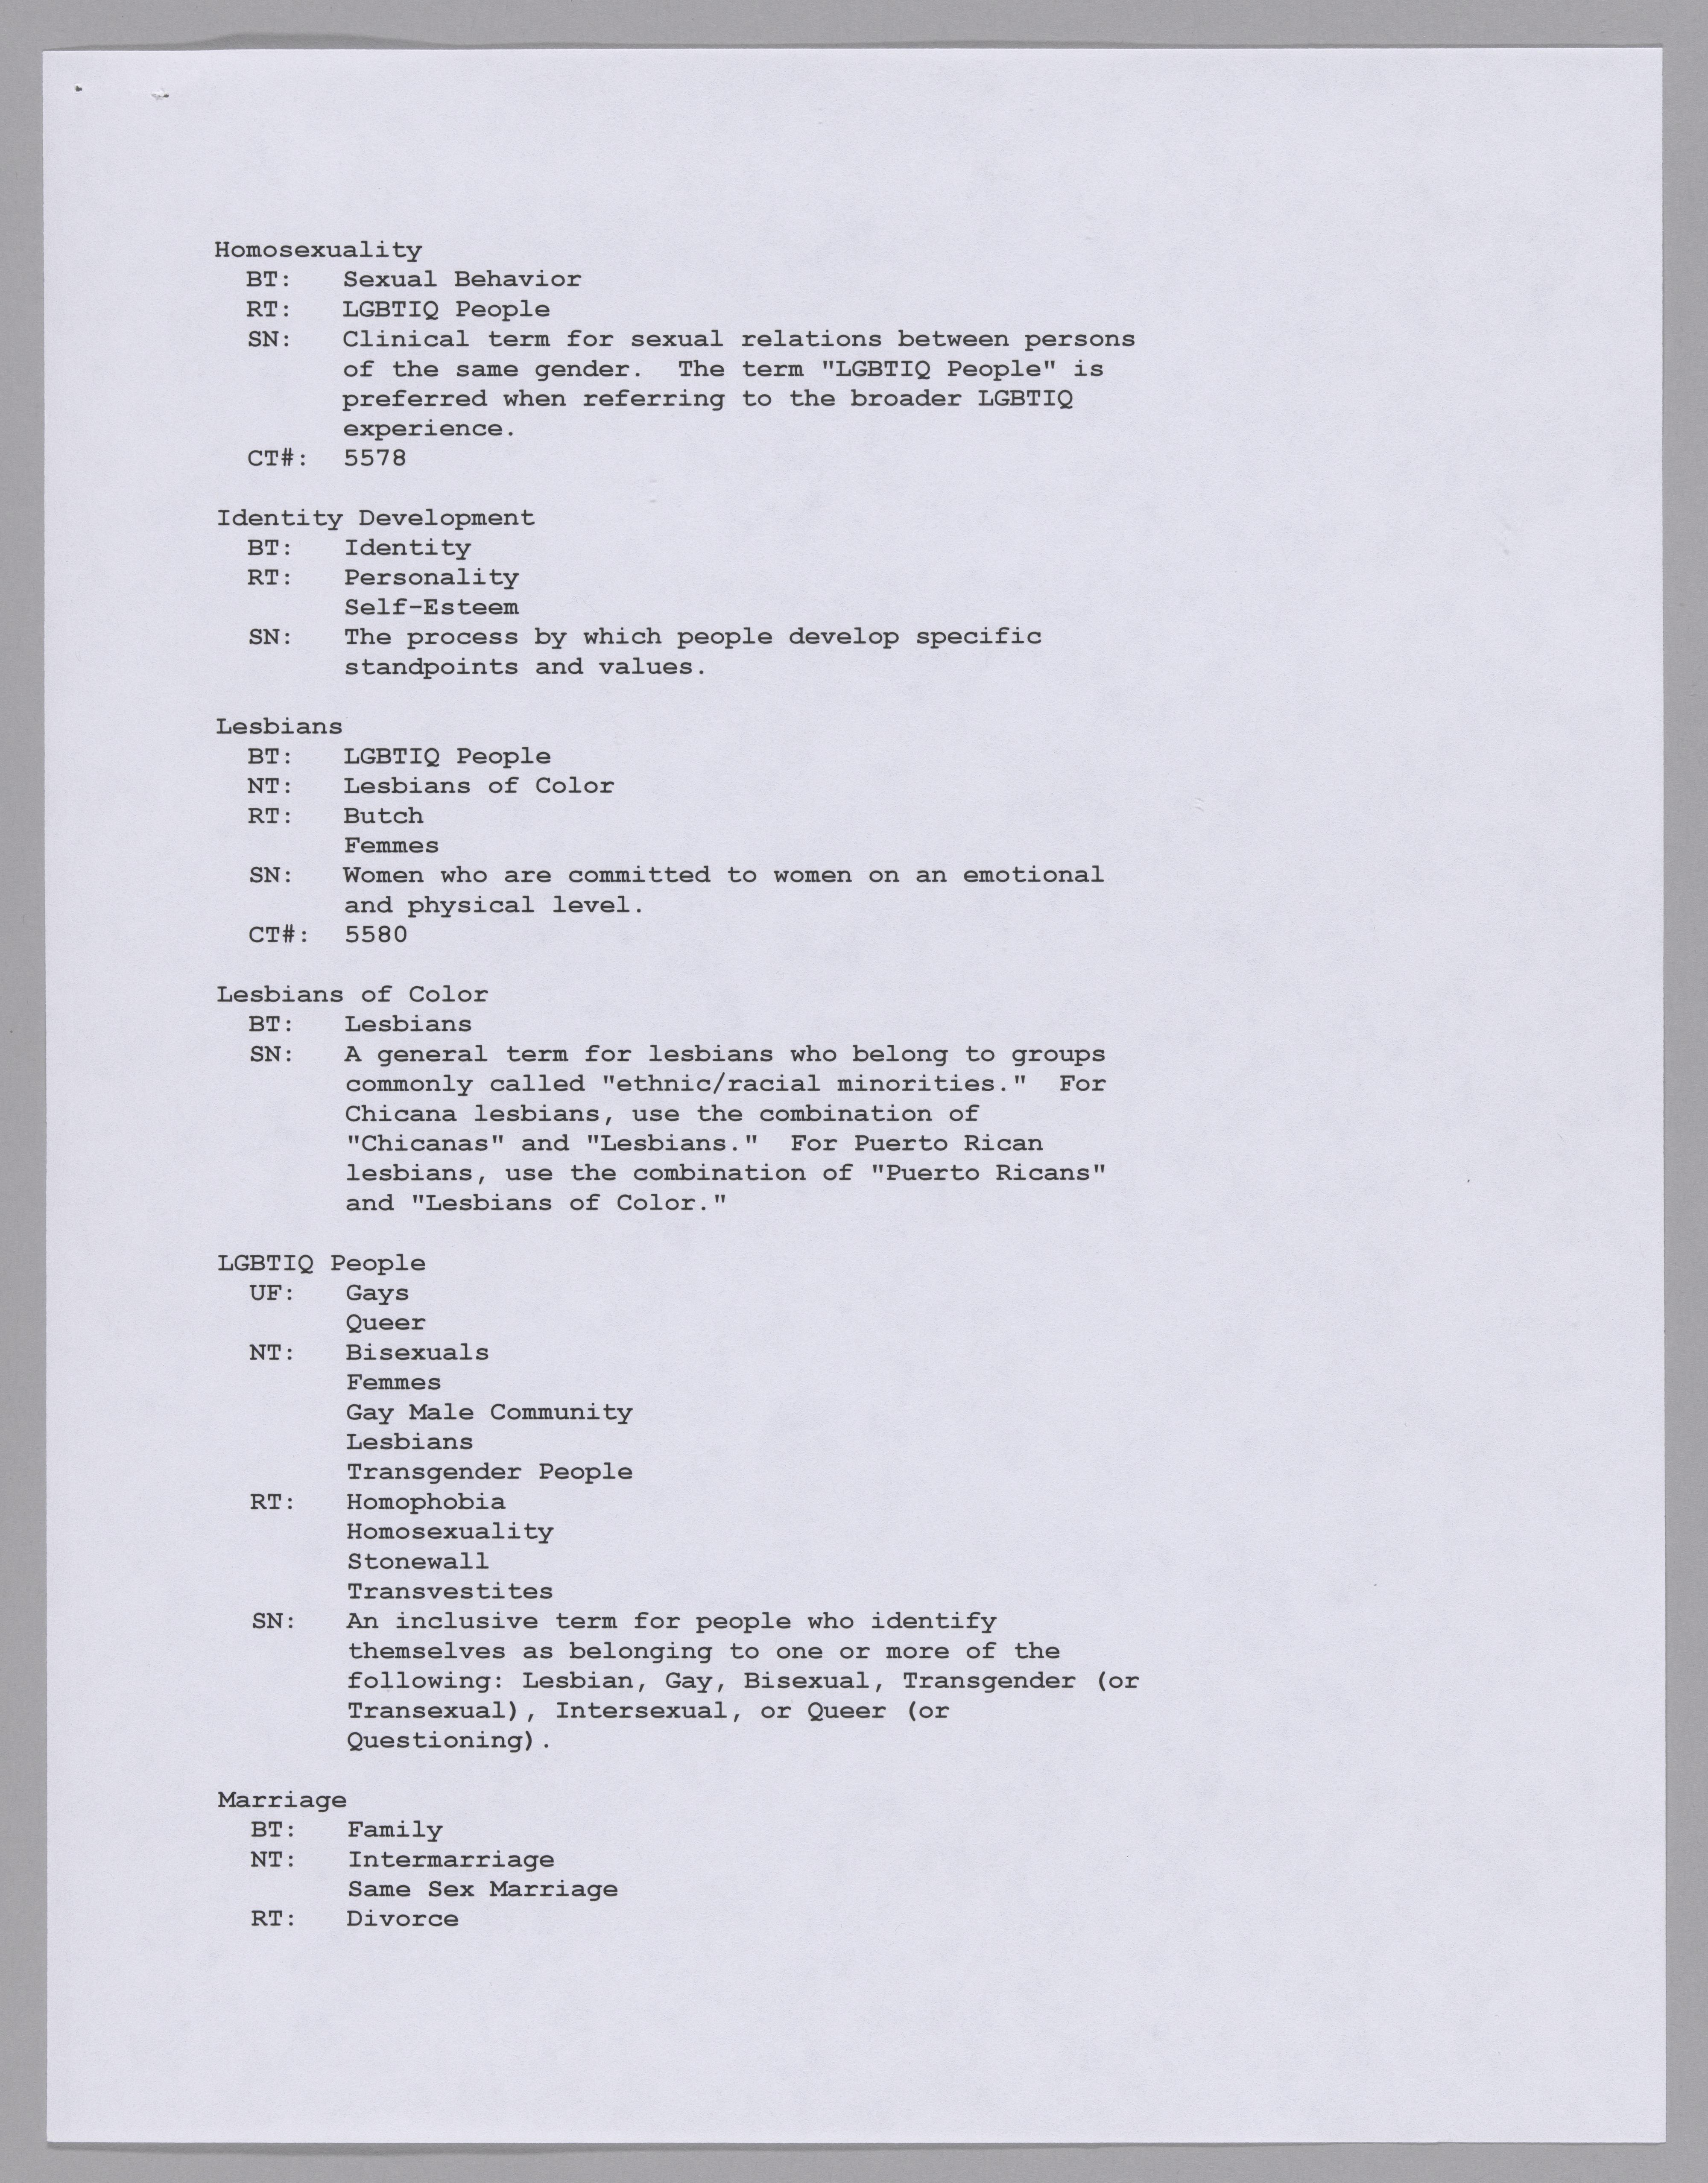 Homosexuality
BT: Sexual Behavior
RT: LGBTIQ People
SN: Clinical term for sexual relations between persons
of the same gender. The term "LGBTIQ People" is
preferred when referring to the broader LGBTIQ
experience.
CT#: 5578
Identity Development
BT: Identity
RT: Personality
Self-Esteem
SN: The process by which people develop specific
standpoints and values.
Lesbians
BT: LGBTIQ People
NT: Lesbians of Color
RT: Butch
Femmes
SN: Women who are committed to women on an emotional
and physical level.
CT#: 5580
Lesbians of Color
BT: Lesbians
SN: A general term for lesbians who belong to groups
commonly called "ethnic/racial minorities." For
Chicana lesbians, use the combination of
"Chicanas" and "Lesbians." For Puerto Rican
lesbians, use the combination of "Puerto Ricans"
and "Lesbians of Color."
LGBTIQ People
UF: Gays
Queer
NT: Bisexuals
Femmes
Gay Male Community
Lesbians
Transgender People
RT: Homophobia
Homosexuality
Stonewall
Transvestites
SN: An inclusive term for people who identify
themselves as belonging to one or more of the
following: Lesbian, Gay, Bisexual, Transgender (or
Transexual), Intersexual, or Queer (or
Questioning).
Marriage
BT: Family
NT: Intermarriage
Same Sex Marriage
RT: Divorce